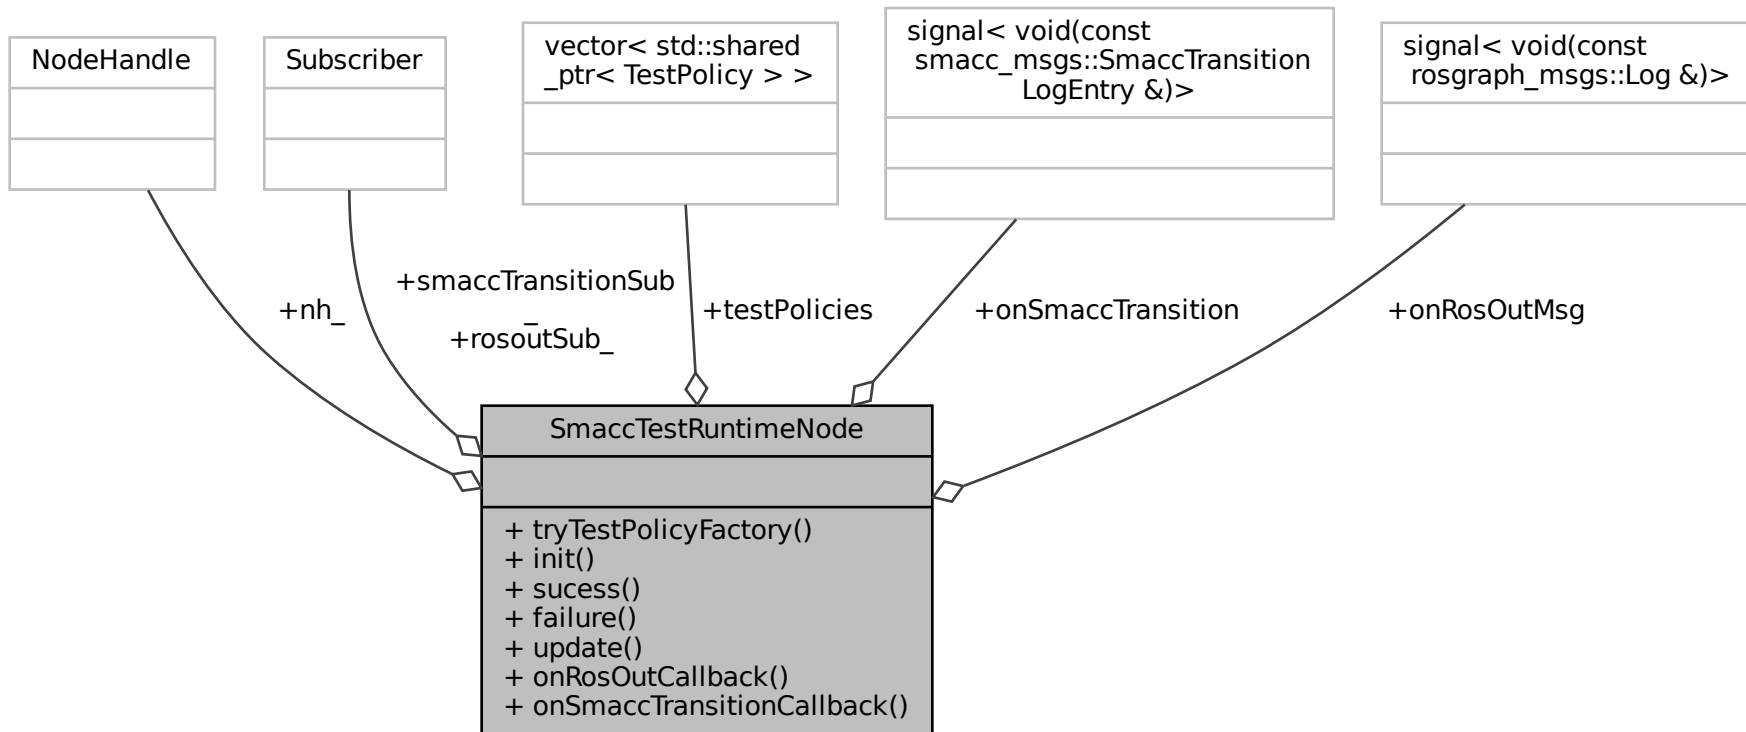 NodeHandle
Subscriber
vector< std::shared
_ptr< TestPolicy > >
signal< void(const
smacc_msgs::SmaccTransition
LogEntry &)>
signal< void(const
rosgraph_msgs::Log &)>
+nh_
+smaccTransitionSub
_
+rosoutSub_
+testPolicies
+onSmaccTransition
+onRosOutMsg
SmaccTestRuntimeNode
+ tryTestPolicyFactory()
+ init()
+ sucess()
+ failure()
+ update()
+ onRosOutCallback()
+ onSmaccTransitionCallback()